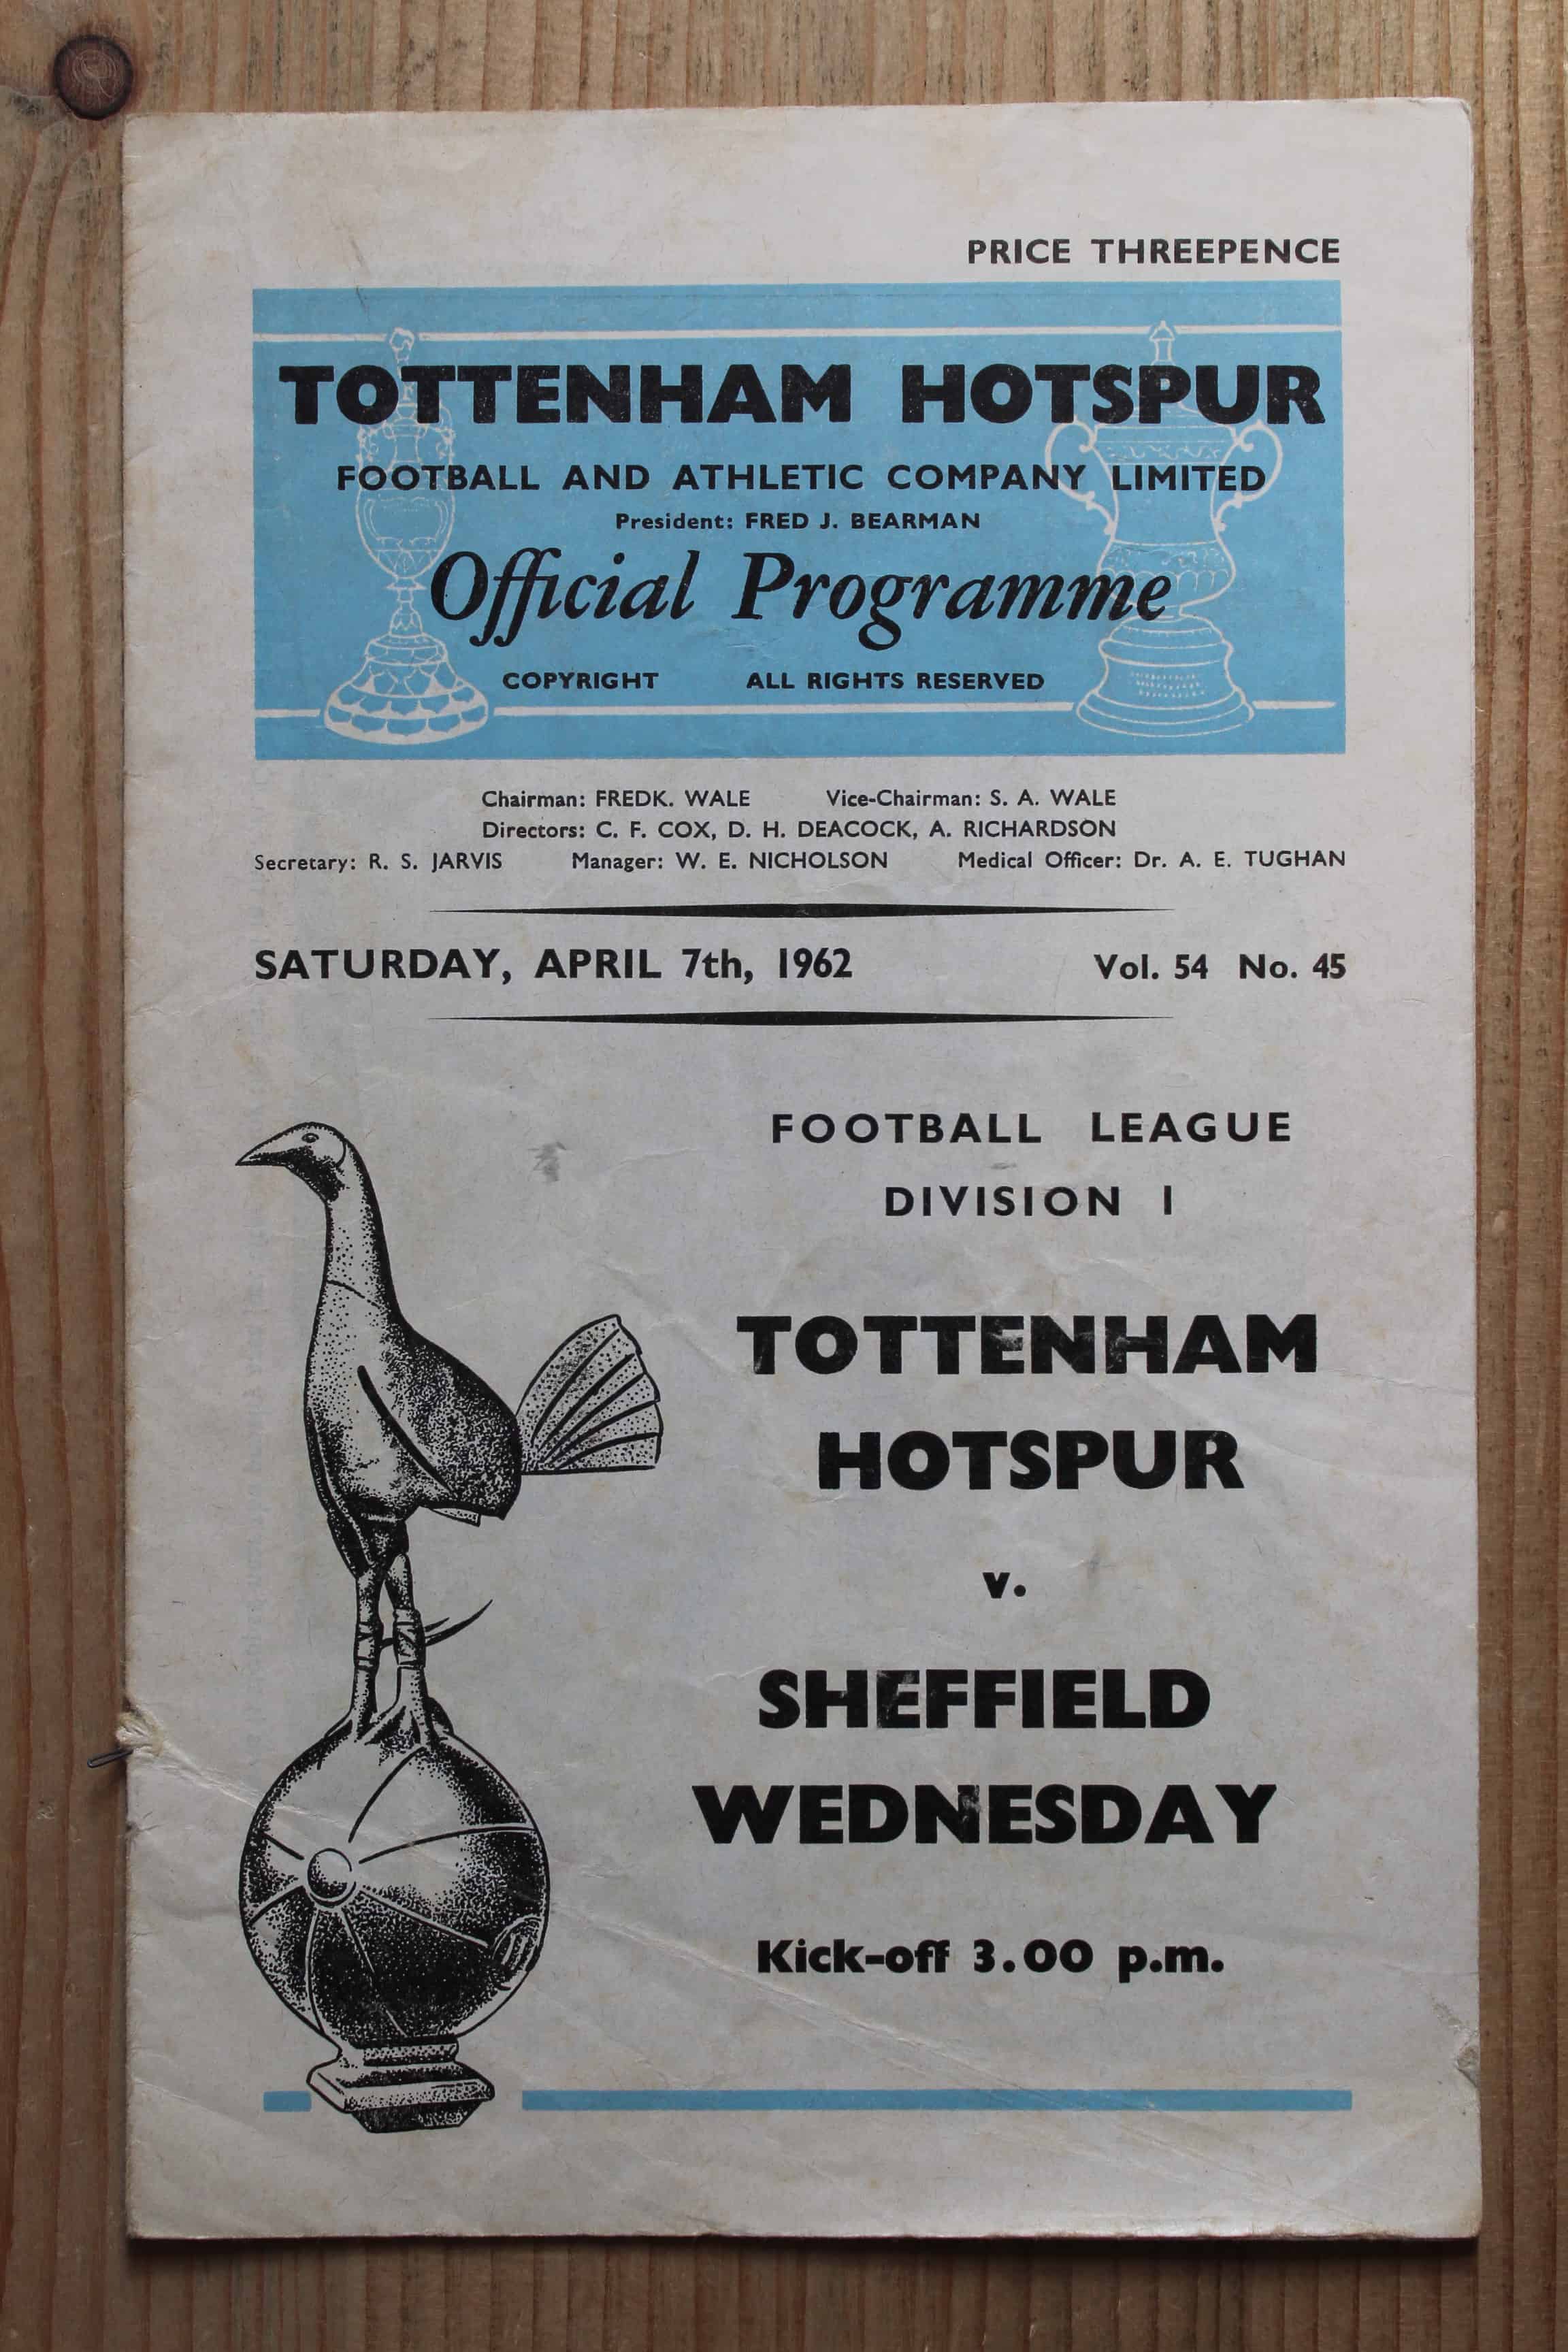 PRICE THREEPENCE
TOTTENHAM HOTSPUR
FOOTBALL AND ATHLETIC COMPANY LIMITED
President: FRED J. BEARMAN
Official Programme
COPYRIGHT ALL RIGHTS RESERVED
Chairman: FREDK. WALE Vice-Chairman: S. A. WALE
Directors: C. F. COX, D. H. DEACOCK, A. RICHARDSON
Secretary: R. S. JARVIS Manager: W. E. NICHOLSON Medical Officer: Dr. A. E. TUGHAN
SATURDAY, APRIL 7th, 1962 Vol. 54 No. 45
FOOTBALL LEAGUE
DIVISION I
TOTTENHAM
HOTSPUR
v.
SHEFFIELD
WEDNESDAY
Kick-off 3.00 p.m.